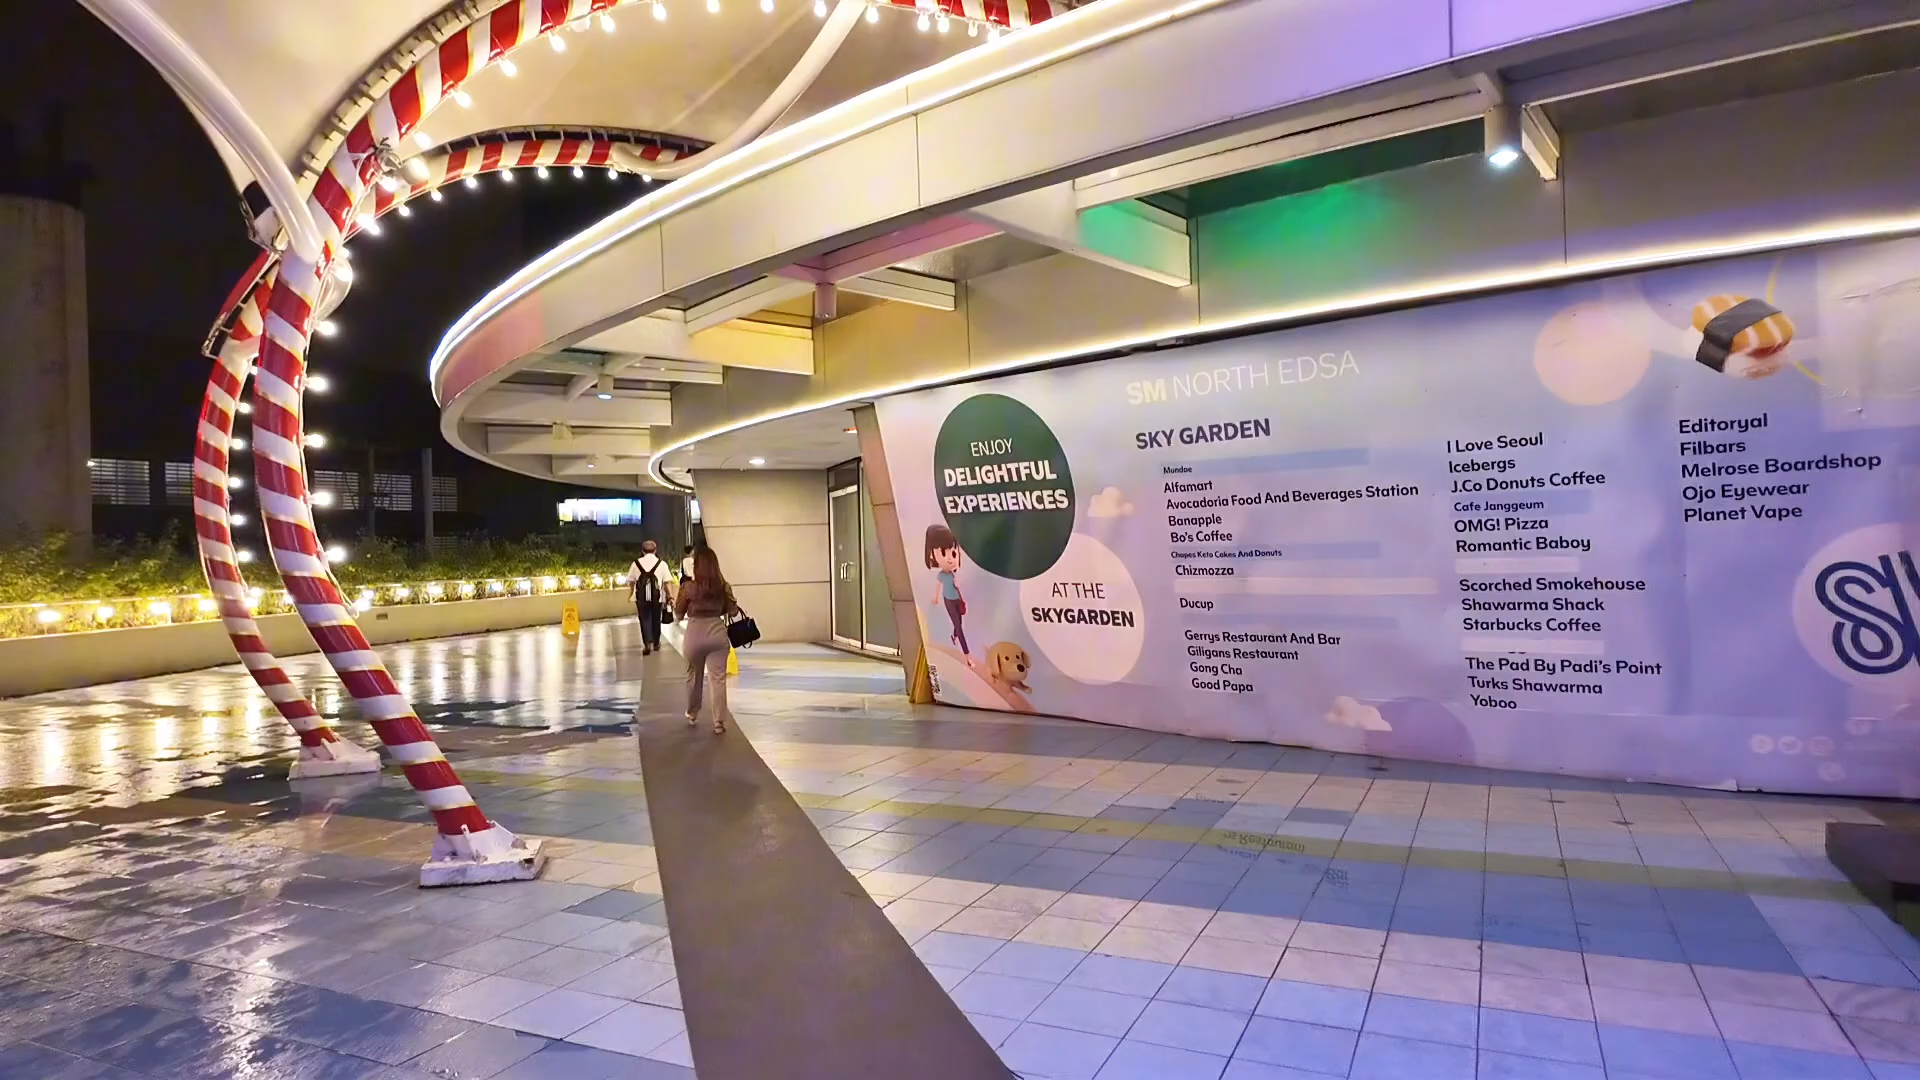 ENJOY
DELIGHTFUL
EXPERIENCES
AT THE
SKYGARDEN
SM NORTH EDSA
SKY GARDEN
Mundoe
Alfamart
Avocadoria Food And Beverages Station
Banapple
Bo's Coffee
Chopes Keto Cakes And Donuts
Chizmozza
Ducup
Gerrys Restaurant And Bar
Giligans Restaurant
Gong Cha
Good Papa
I Love Seoul
Icebergs
J.Co Donuts Coffee
Cafe Janggeum
OMG! Pizza
Romantic Baboy
Scorched Smokehouse
Shawarma Shack
Starbucks Coffee
The Pad By Padi's Point
Turks Shawarma
Yoboo
Editoryal
Filbars
Melrose Boardshop
Ojo Eyewear
Planet Vape